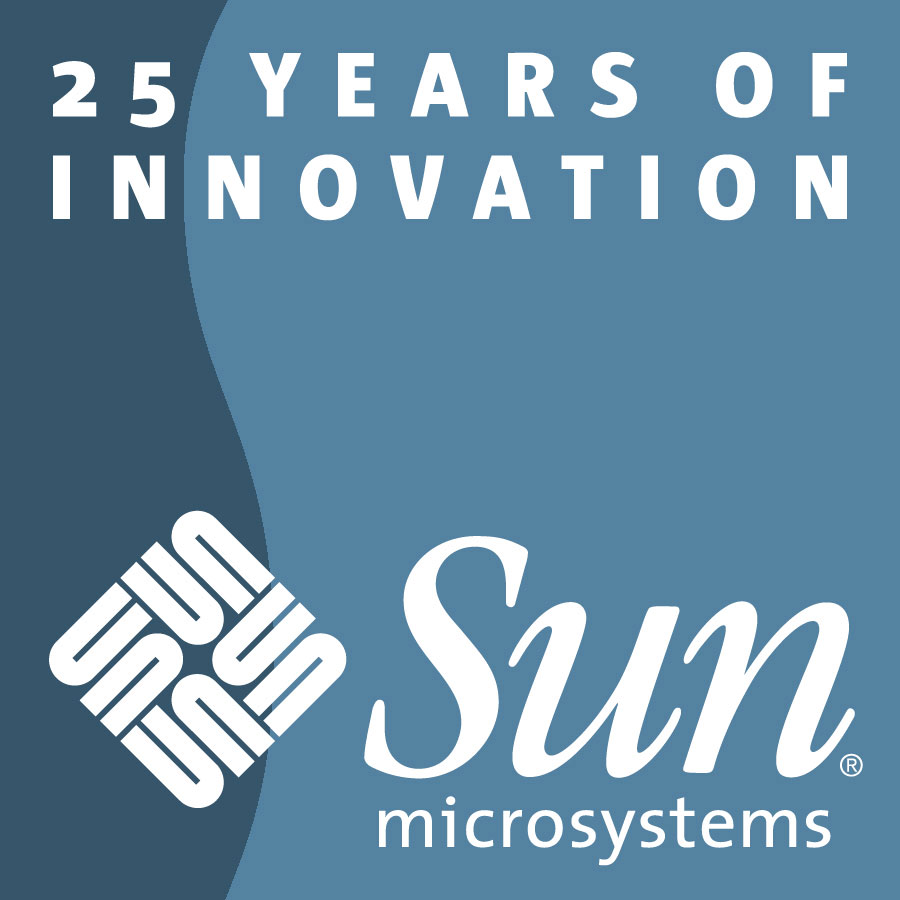 25 YEARS OF
INNOVATION
Sun®
microsystems